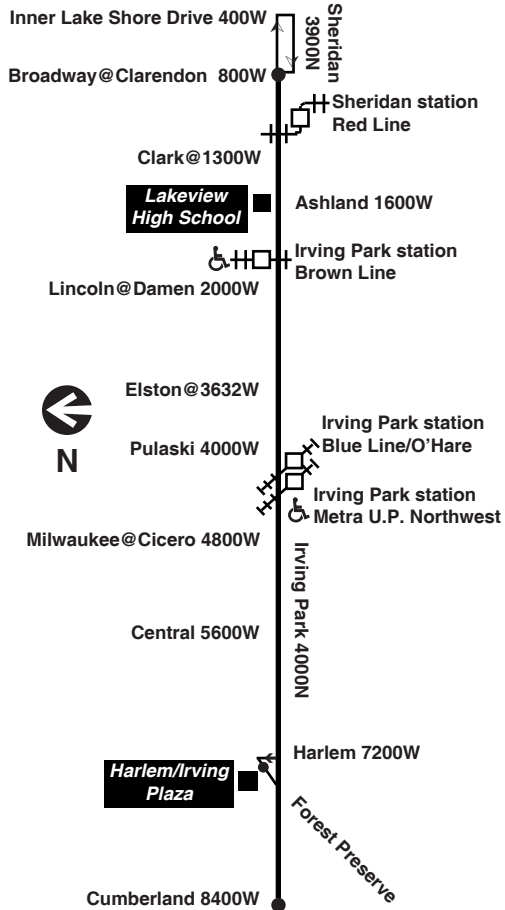 Inner Lake Shore Drive 400W
Sheridan
3900N
Broadway@Clarendon 800W
Sheridan station
Red Line
Clark@1300W
Lakeview
High School
Ashland 1600W
Irving Park station
Brown Line
Lincoln@Damen 2000W
Elston@3632W
N
Pulaski 4000W
Irving Park station
Blue Line/O'Hare
Irving Park station
Metra U.P. Northwest
Milwaukee@Cicero 4800W
Irving Park 4000N
Central 5600W
Harlem 7200W
Harlem/Irving
Plaza
Forest Preserve
Cumberland 8400W